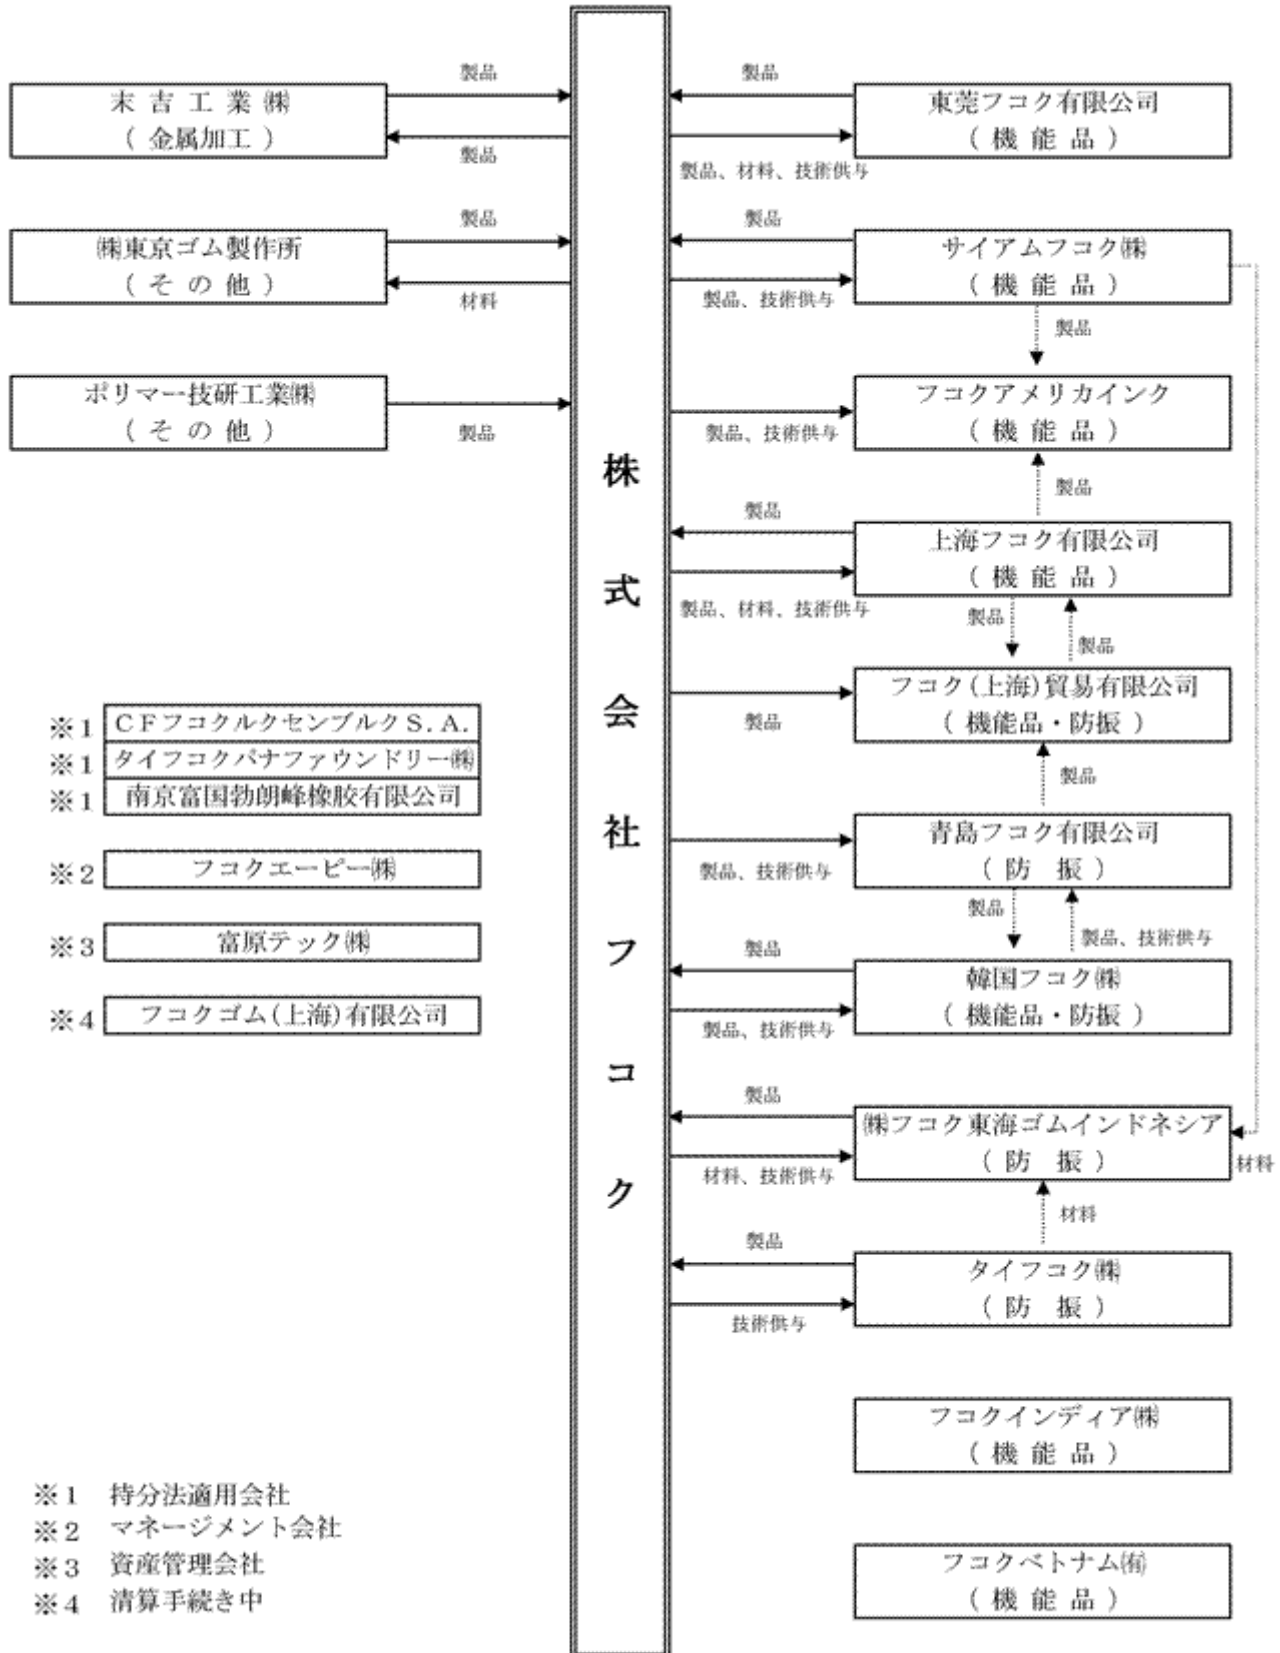 製品
末吉工業㈱
（金属加工）
製品
製品
㈱東京ゴム製作所
（その他）
材料
ポリマー技研工業㈱
（その他）
製品
※1 CFフコクルクセンブルクS.A.
※1 タイフコクパナファウンドリー㈱
※1 南京富国勃朗峰橡胶有限公司
※2 フコクエーピー㈱
※3 富原テック㈱
※4 フコクゴム(上海)有限公司
※1 持分法適用会社
※2 マネージメント会社
※3 資産管理会社
※4 清算手続き中
株式会社フコク
製品
東莞フコク有限公司
（機能品）
製品、材料、技術供与
製品
サイアムフコク㈱
（機能品）
製品、技術供与
製品
フコクアメリカインク
（機能品）
製品、技術供与
製品
製品
上海フコク有限公司
（機能品）
製品、材料、技術供与
製品
製品
フコク(上海)貿易有限公司
（機能品・防振）
製品
製品
青島フコク有限公司
（防振）
製品、技術供与
製品
製品、技術供与
製品
韓国フコク㈱
（機能品・防振）
製品、技術供与
製品
㈱フコク東海ゴムインドネシア
（防振）
材料、技術供与
材料
材料
製品
タイフコク㈱
（防振）
技術供与
フコクインディア㈱
（機能品）
フコクベトナム㈲
（機能品）